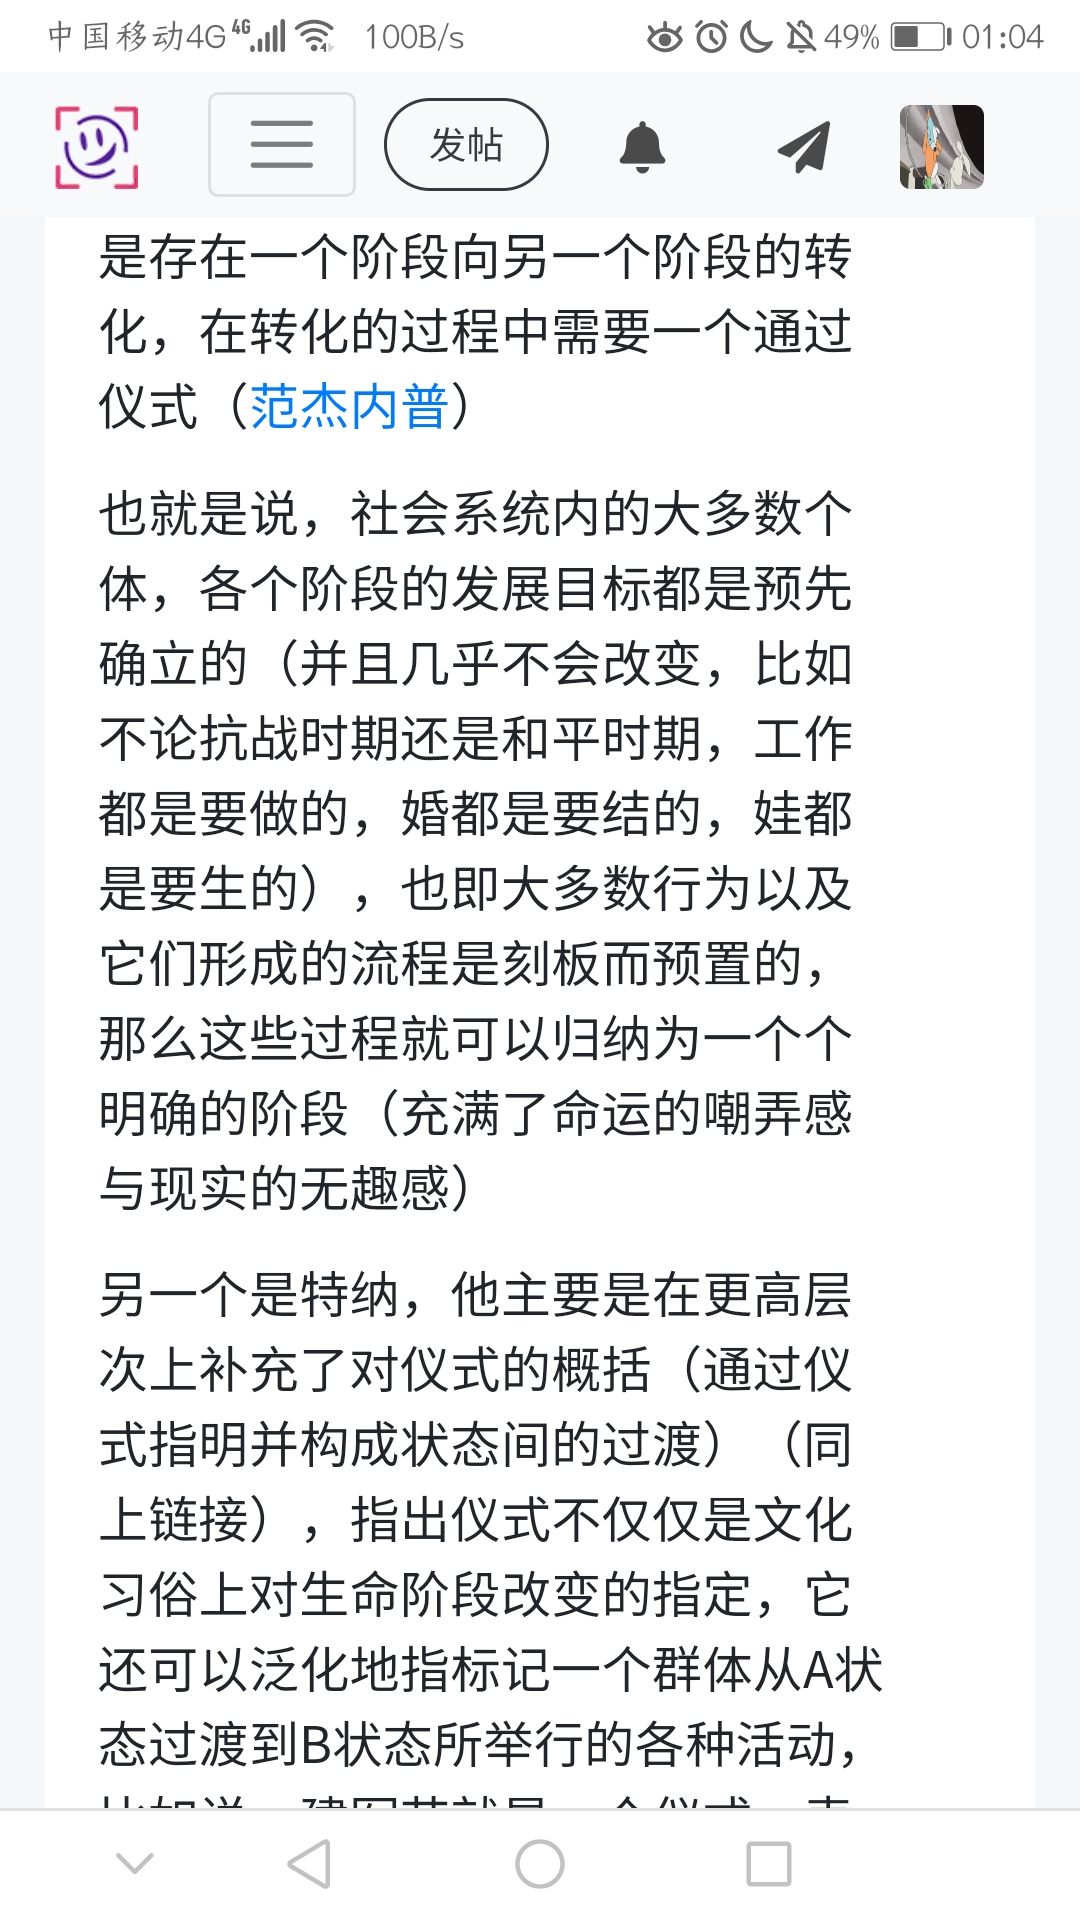 中国移动4G 4G 100B/s 49% 01:04
发帖
是存在一个阶段向另一个阶段的转
化，在转化的过程中需要一个通过
仪式（范杰内普）
也就是说，社会系统内的大多数个
体，各个阶段的发展目标都是预先
确立的（并且几乎不会改变，比如
不论抗战时期还是和平时期，工作
都是要做的，婚都是要结的，娃都
是要生的），也即大多数行为以及
它们形成的流程是刻板而预置的，
那么这些过程就可以归纳为一个个
明确的阶段（充满了命运的嘲弄感
与现实的无趣感）
另一个是特纳，他主要是在更高层
次上补充了对仪式的概括（通过仪
式指明并构成状态间的过渡）（同
上链接），指出仪式不仅仅是文化
习俗上对生命阶段改变的指定，它
还可以泛化地指标记一个群体从A状
态过渡到B状态所举行的各种活动，